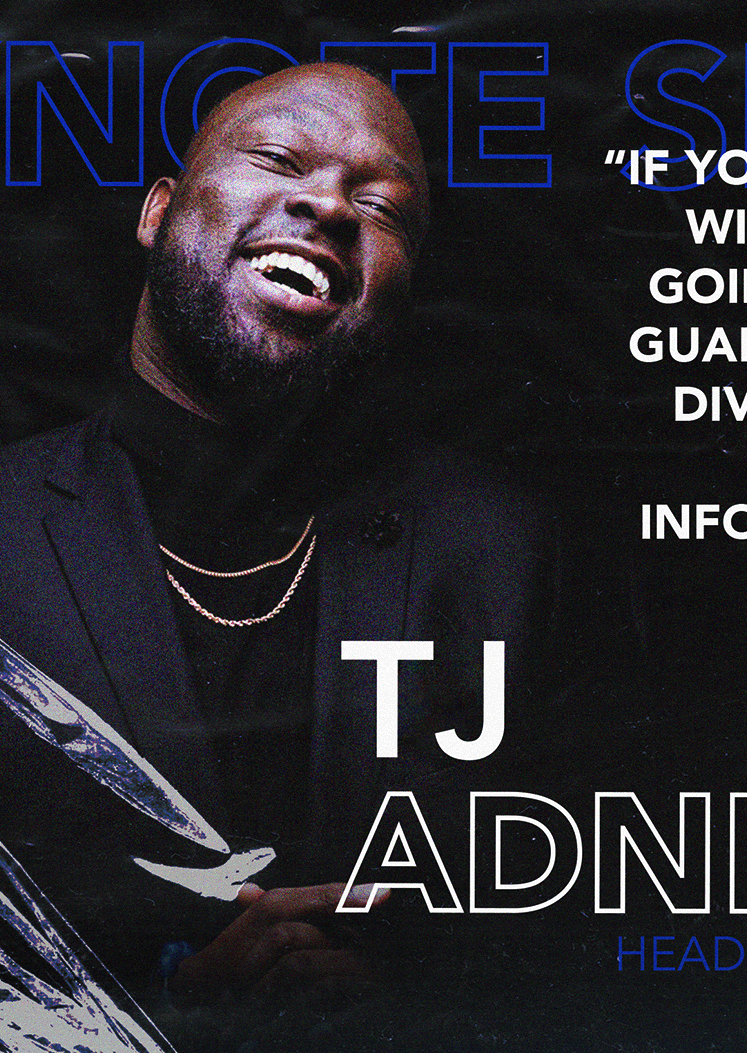 NOTE S
“IF YO
WI
GOI
GUA
DIV
INFO
TJ
ADN
HEAD